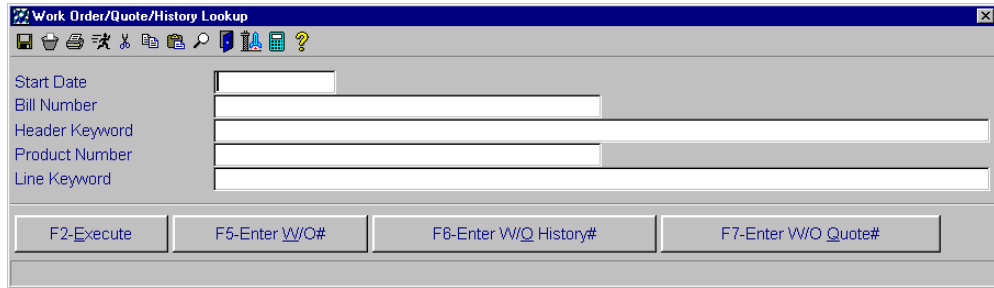 Work Order/Quote/History Lookup
Start Date
Bill Number
Header Keyword
Product Number
Line Keyword
F2-Execute F5-Enter W/O# F6-Enter W/O History# F7-Enter W/O Quote#